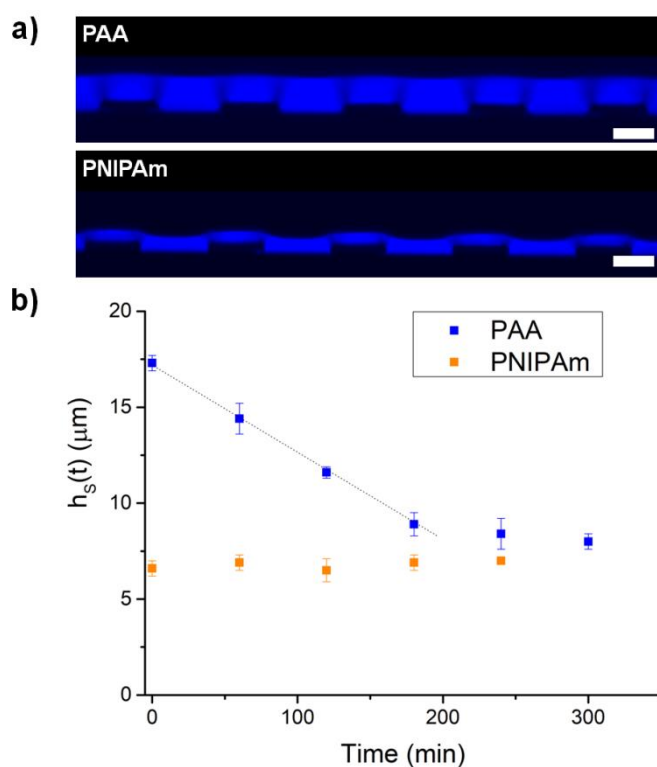 a)
PAA
PNIPAm
b)
20
15
10
5
0
h_S(t) (μm)
PAA
PNIPAm
0
100
200
300
Time (min)